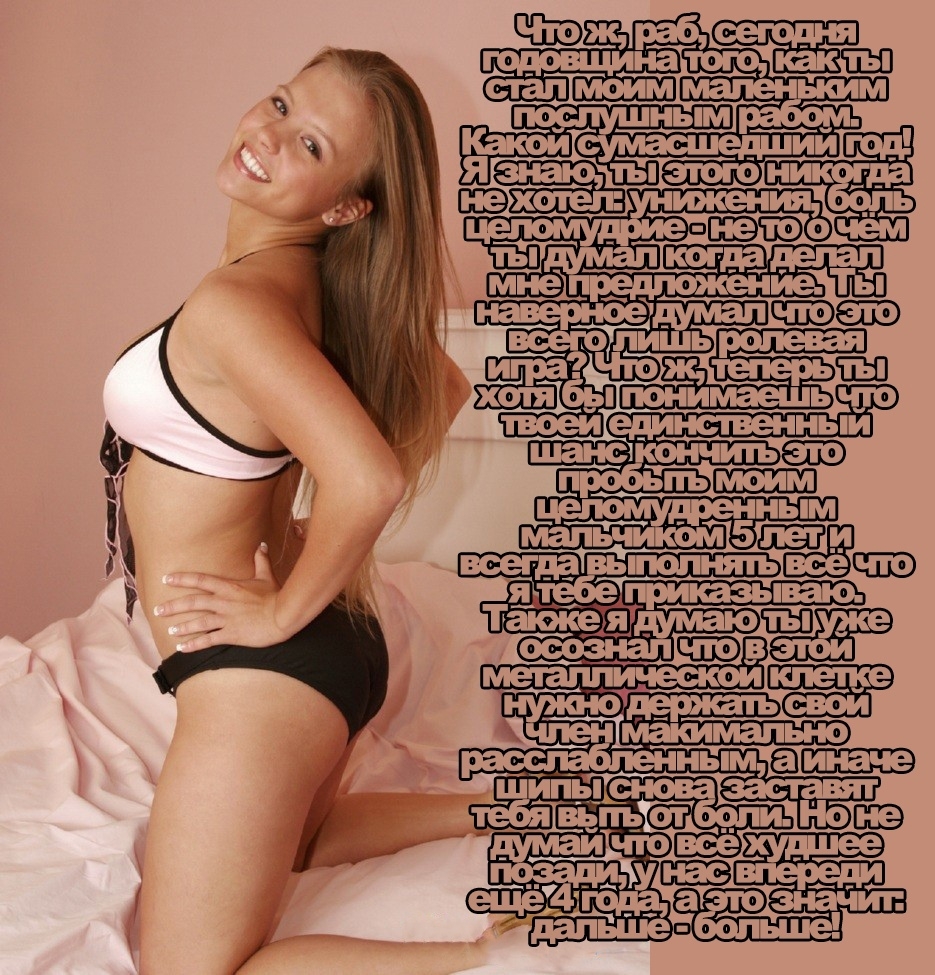 Что ж, раб, сегодня
годовщина того, как ты
стал моим маленьким
послушным рабом.
Какой сумасшедший год!
Я знаю, ты этого никогда
не хотел: унижения, боль
целомудрие - не то о чём
ты думал когда делал
мне предложение. Ты
наверное думал что это
всего лишь ролевая
игра? Что ж, теперь ты
хотя бы понимаешь что
твоей единственный
шанс кончить это
пробыть моим
целомудренным
мальчиком 5 лет и
всегда выполнять всё что
я тебе приказываю.
Также я думаю ты уже
осознал что в этой
металлической клетке
нужно держать свой
член макимально
расслабленным, а иначе
шипы снова заставят
тебя выть от боли. Но не
думай что всё худшее
позади, у нас впереди
ещё 4 года, а это значит:
дальше - больше!